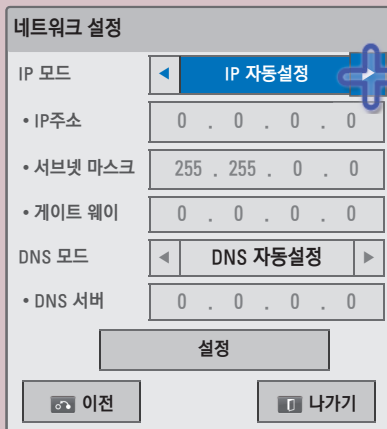 네트워크 설정
IP 모드 ◀ IP 자동설정 ▶
• IP주소 0 . 0 . 0 . 0
• 서브넷 마스크 255 . 255 . 0 . 0
• 게이트 웨이 0 . 0 . 0 . 0
DNS 모드 ◀ DNS 자동설정 ▶
• DNS 서버 0 . 0 . 0 . 0
설정
이전 나가기